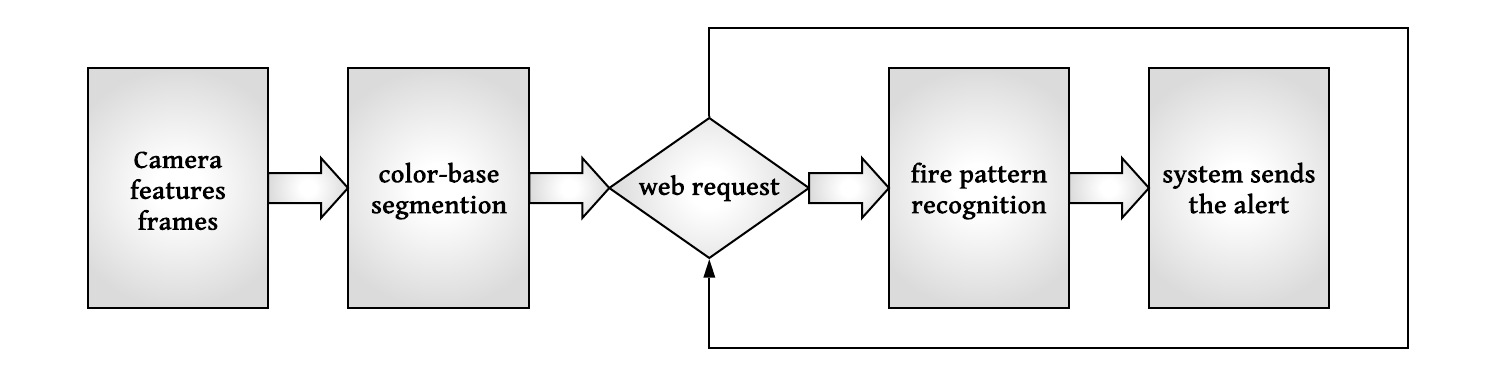 Camera
features
frames
color-base
segmention
web request
fire pattern
recognition
system sends
the alert